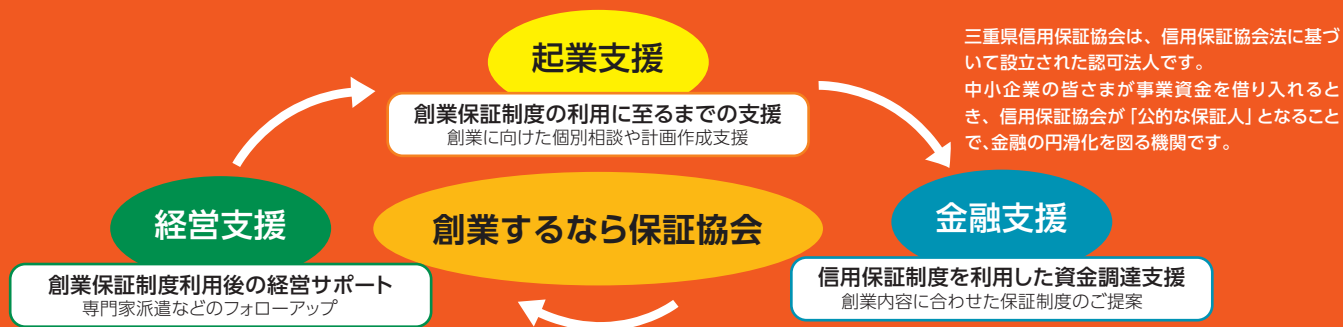 起業支援
創業保証制度の利用に至るまでの支援
創業に向けた個別相談や計画作成支援
三重県信用保証協会は、信用保証協会法に基づ
いて設立された認可法人です。
中小企業の皆さまが事業資金を借り入れると
き、信用保証協会が「公的な保証人」となること
で、金融の円滑化を図る機関です。
経営支援
創業保証制度利用後の経営サポート
専門家派遣などのフォローアップ
創業するなら保証協会
金融支援
信用保証制度を利用した資金調達支援
創業内容に合わせた保証制度のご提案